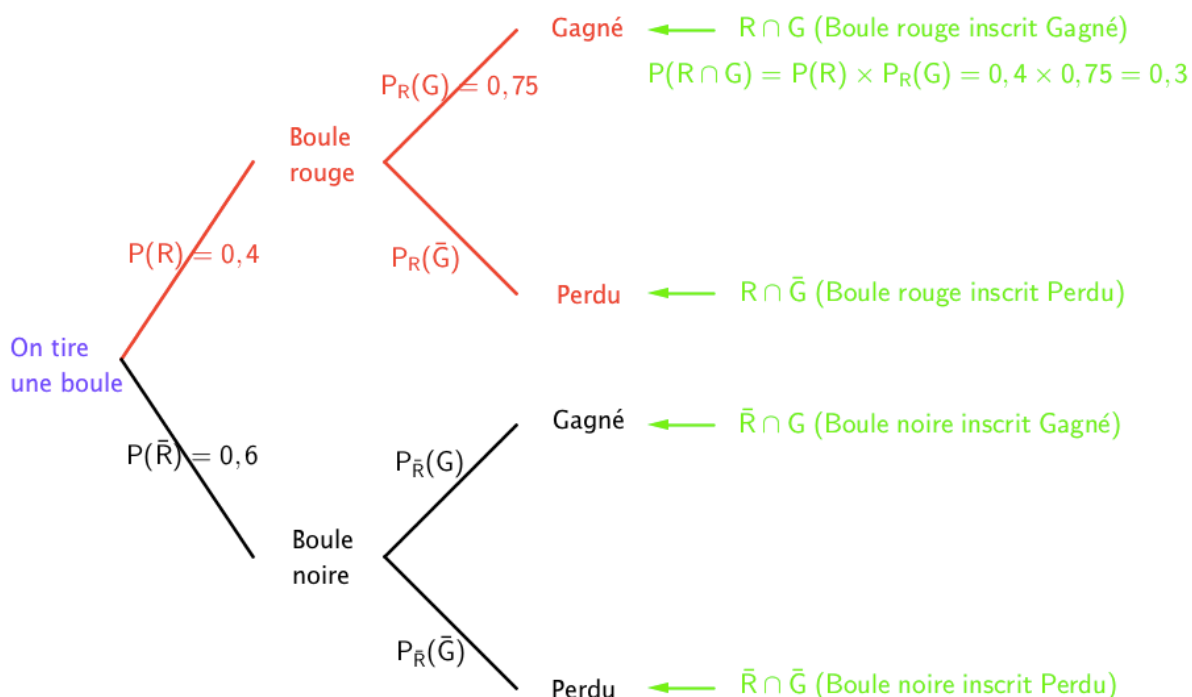 Gagné
R ∩ G (Boule rouge inscrit Gagné)
P_R(G) = 0,75
P(R ∩ G) = P(R) × P_R(G) = 0,4 × 0,75 = 0,3
Boule
rouge
P(R) = 0,4
P_R(Ḡ)
Perdu
R ∩ Ḡ (Boule rouge inscrit Perdu)
On tire
une boule
Gagné
R̄ ∩ G (Boule noire inscrit Gagné)
P(R̄) = 0,6
P_R̄(G)
Boule
noire
P_R̄(Ḡ)
Perdu
R̄ ∩ Ḡ (Boule noire inscrit Perdu)